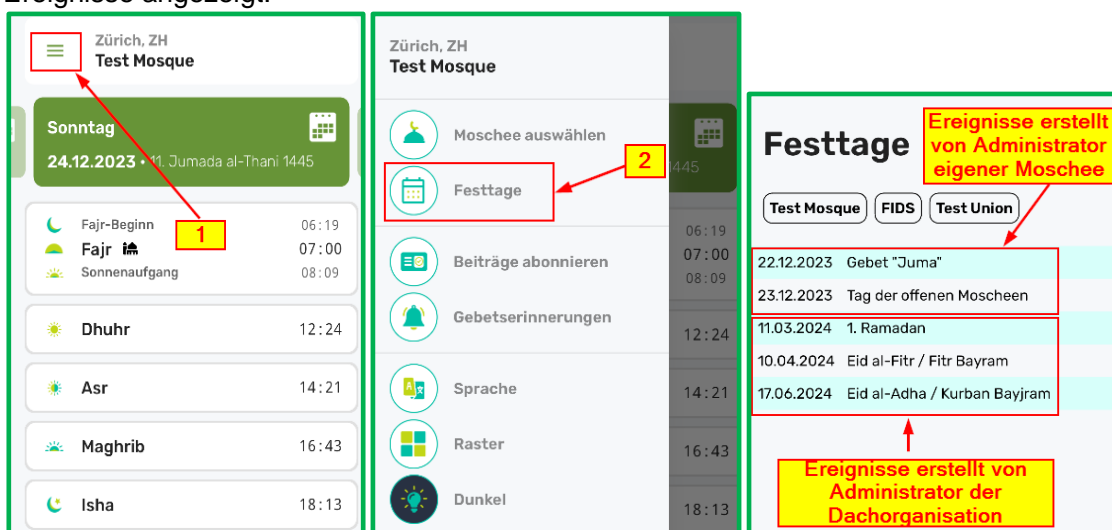 Ereignisse angezeigt:
Zürich, ZH
Test Mosque
Sonntag
24.12.2023 • 11. Jumada al-Thani 1445
1
Fajr-Beginn 06:19
Fajr 07:00
Sonnenaufgang 08:09
Dhuhr 12:24
Asr 14:21
Maghrib 16:43
Isha 18:13
Zürich, ZH
Test Mosque
Moschee auswählen
2
Festtage
1445
Beiträge abonnieren
Gebetserinnerungen
Sprache
Raster
Dunkel
06:19
07:00
08:09
12:24
14:21
16:43
18:13
Festtage
Ereignisse erstellt
von Administrator
eigener Moschee
Test Mosque FIDS Test Union
22.12.2023 Gebet "Juma"
23.12.2023 Tag der offenen Moscheen
11.03.2024 1. Ramadan
10.04.2024 Eid al-Fitr / Fitr Bayram
17.06.2024 Eid al-Adha / Kurban Bayjram
Ereignisse erstellt von
Administrator der
Dachorganisation